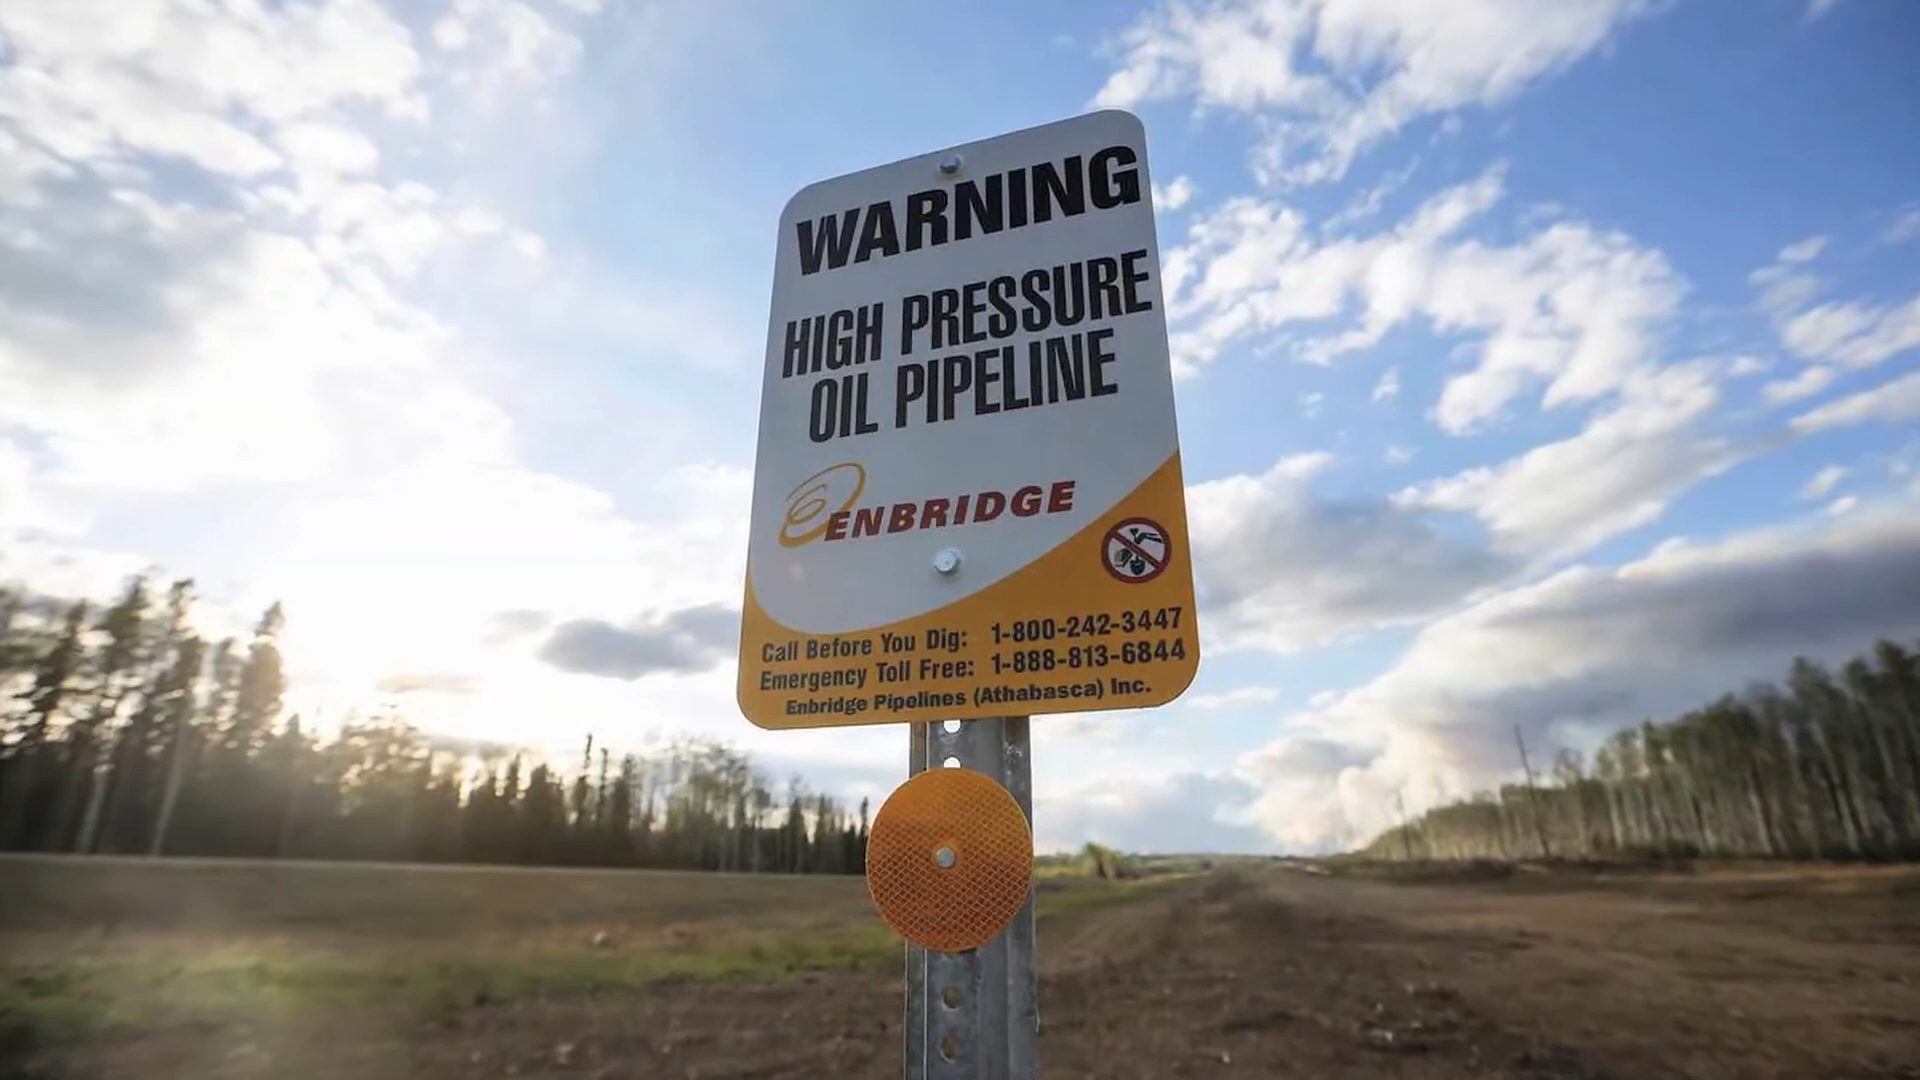 WARNING
HIGH PRESSURE
OIL PIPELINE
ENBRIDGE
Call Before You Dig: 1-800-242-3447
Emergency Toll Free: 1-888-813-6844
Enbridge Pipelines (Athabasca) Inc.